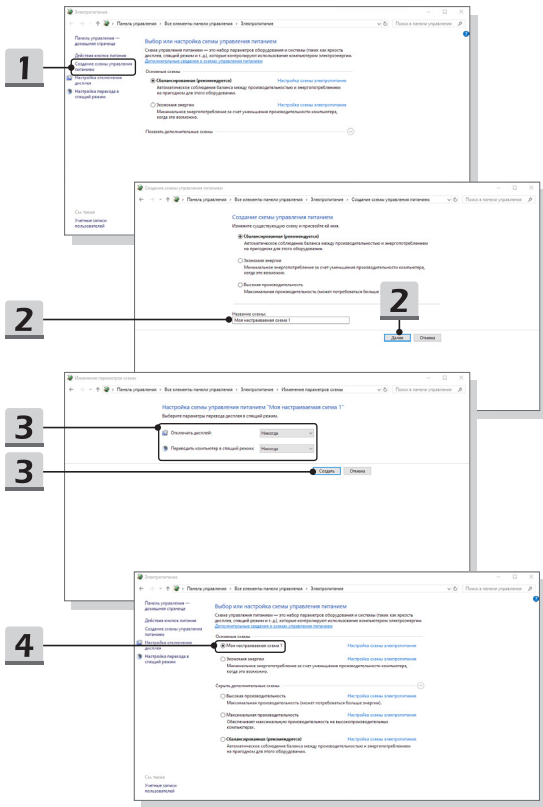 Электропитание
Панель управления › Все элементы панели управления › Электропитание
Поиск в панели управления
Панель управления — домашняя страница
Действия кнопок питания
Создание схемы управления питанием
Настройка отключения дисплея
Настройка перехода в спящий режим
См. также
Учетные записи пользователей
Выбор или настройка схемы управления питанием
Схема управления питанием — это набор параметров оборудования и системы (таких как яркость
дисплея, спящий режим и т. д.), которые контролируют использование компьютером электроэнергии.
Дополнительные сведения о схемах управления питанием
Основные схемы
Сбалансированная (рекомендуется) Настройка схемы электропитания
Автоматическое соблюдение баланса между производительностью и энергопотреблением
на пригодном для этого оборудовании.
Экономия энергии Настройка схемы электропитания
Минимальное энергопотребление за счет уменьшения производительности компьютера,
когда это возможно.
Показать дополнительные схемы
1
Создание схемы управления питанием
Панель управления › Все элементы панели управления › Электропитание › Создание схемы управления питанием
Поиск в панели управления
Создание схемы управления питанием
Измените существующую схему и присвойте ей имя.
Сбалансированная (рекомендуется)
Автоматическое соблюдение баланса между производительностью и энергопотреблением
на пригодном для этого оборудовании.
Экономия энергии
Минимальное энергопотребление за счет уменьшения производительности компьютера,
когда это возможно.
Высокая производительность
Максимальная производительность (может потребоваться больше
Название схемы:
Моя настраиваемая схема 1
2
2
Далее Отмена
Изменение параметров схемы
Панель управления › Все элементы панели управления › Электропитание › Изменение параметров схемы
Поиск в панели управления
Настройка схемы управления питанием "Моя настраиваемая схема 1"
Выберите параметры перевода дисплея в спящий режим.
3
Отключать дисплей: Никогда
Переводить компьютер в спящий режим: Никогда
3
Создать Отмена
Электропитание
Панель управления › Все элементы панели управления › Электропитание
Поиск в панели управления
Панель управления — домашняя страница
Действия кнопок питания
Создание схемы управления питанием
Настройка отключения дисплея
Настройка перехода в спящий режим
См. также
Учетные записи пользователей
Выбор или настройка схемы управления питанием
Схема управления питанием — это набор параметров оборудования и системы (таких как яркость
дисплея, спящий режим и т. д.), которые контролируют использование компьютером электроэнергии.
Дополнительные сведения о схемах управления питанием
Основные схемы
4
Моя настраиваемая схема 1 Настройка схемы электропитания
Экономия энергии Настройка схемы электропитания
Минимальное энергопотребление за счет уменьшения производительности компьютера,
когда это возможно.
Скрыть дополнительные схемы
Высокая производительность Настройка схемы электропитания
Максимальная производительность (может потребоваться больше энергии).
Максимальная производительность Настройка схемы электропитания
Обеспечивает максимальную производительность на высокопроизводительных
компьютерах.
Сбалансированная (рекомендуется) Настройка схемы электропитания
Автоматическое соблюдение баланса между производительностью и энергопотреблением
на пригодном для этого оборудовании.